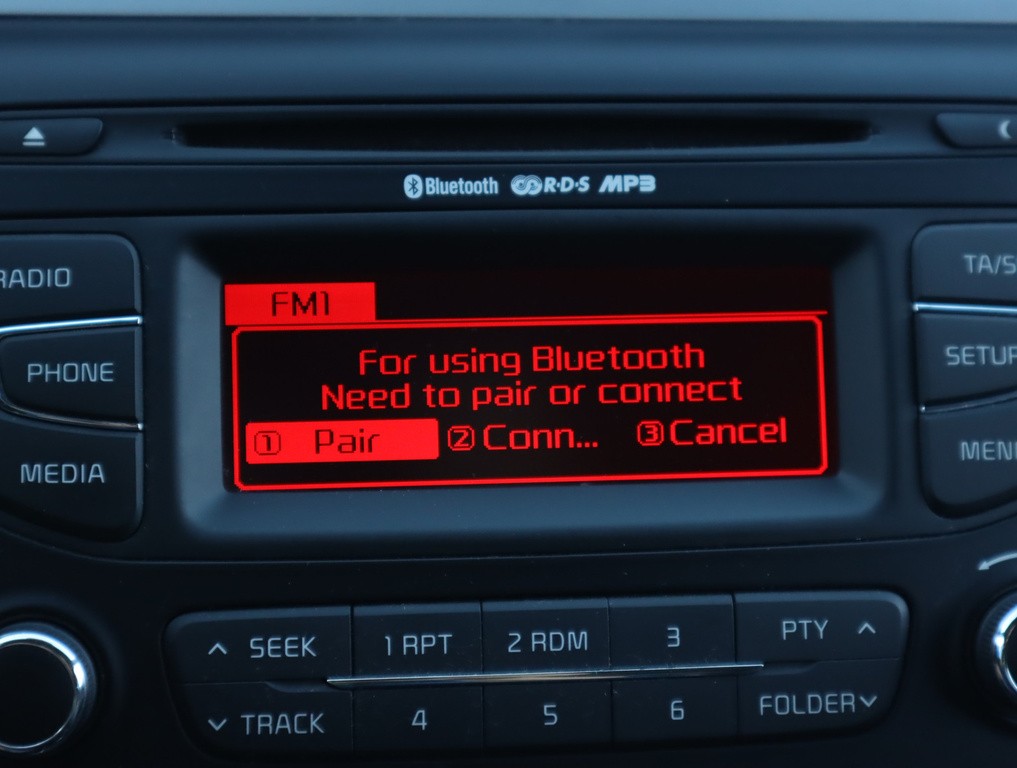 Bluetooth R·D·S MP3
RADIO
PHONE
MEDIA
FM1
For using Bluetooth
Need to pair or connect
① Pair ② Conn... ③ Cancel
TA/S
SETUP
MENU
SEEK 1 RPT 2 RDM 3 PTY
TRACK 4 5 6 FOLDER